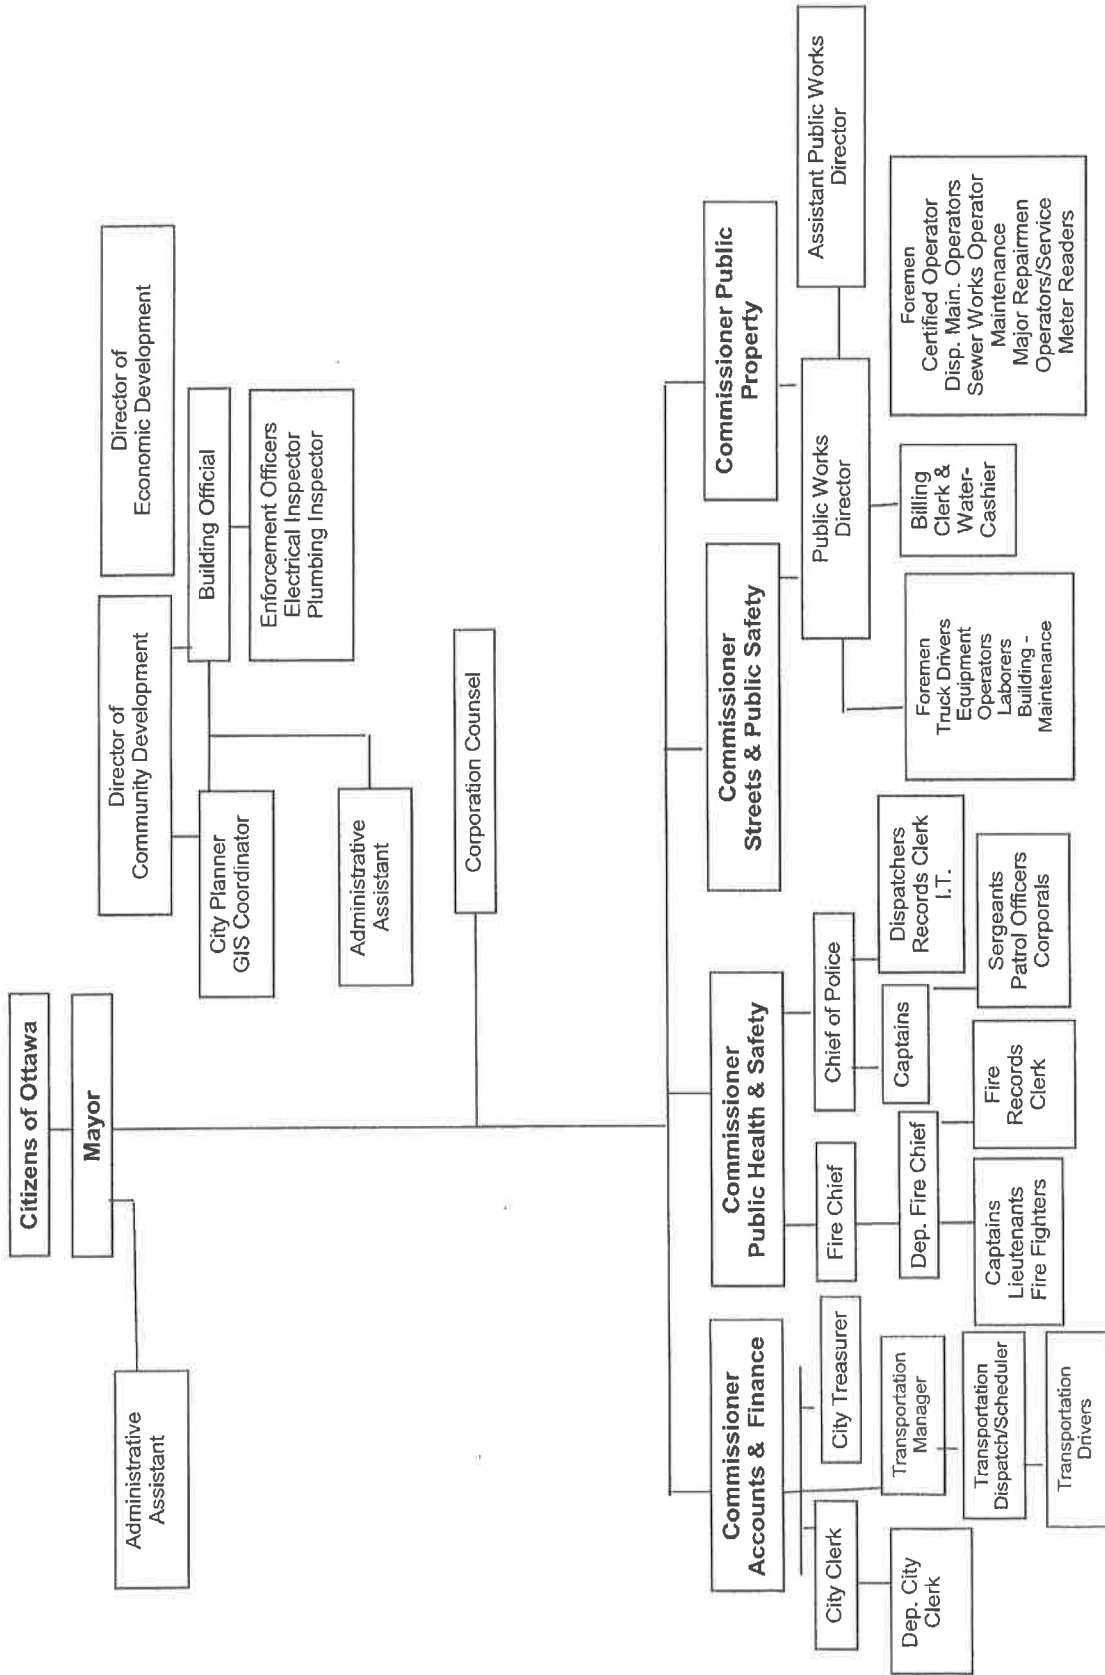 Citizens of Ottawa
Mayor
Administrative
Assistant
Director of
Community Development
Director of
Economic Development
City Planner
GIS Coordinator
Building Official
Administrative
Assistant
Enforcement Officers
Electrical Inspector
Plumbing Inspector
Corporation Counsel
Commissioner
Accounts & Finance
Commissioner
Public Health & Safety
Commissioner
Streets & Public Safety
Commissioner Public
Property
City Clerk
City Treasurer
Dep. City
Clerk
Transportation
Manager
Transportation
Dispatch/Scheduler
Transportation
Drivers
Fire Chief
Dep. Fire Chief
Captains
Lieutenants
Fire Fighters
Fire
Records
Clerk
Chief of Police
Captains
Dispatchers
Records Clerk
I.T.
Sergeants
Patrol Officers
Corporals
Public Works
Director
Assistant Public Works
Director
Foremen
Truck Drivers
Equipment
Operators
Laborers
Building -
Maintenance
Billing
Clerk &
Water-
Cashier
Foremen
Certified Operator
Disp. Main. Operators
Sewer Works Operator
Maintenance
Major Repairmen
Operators/Service
Meter Readers